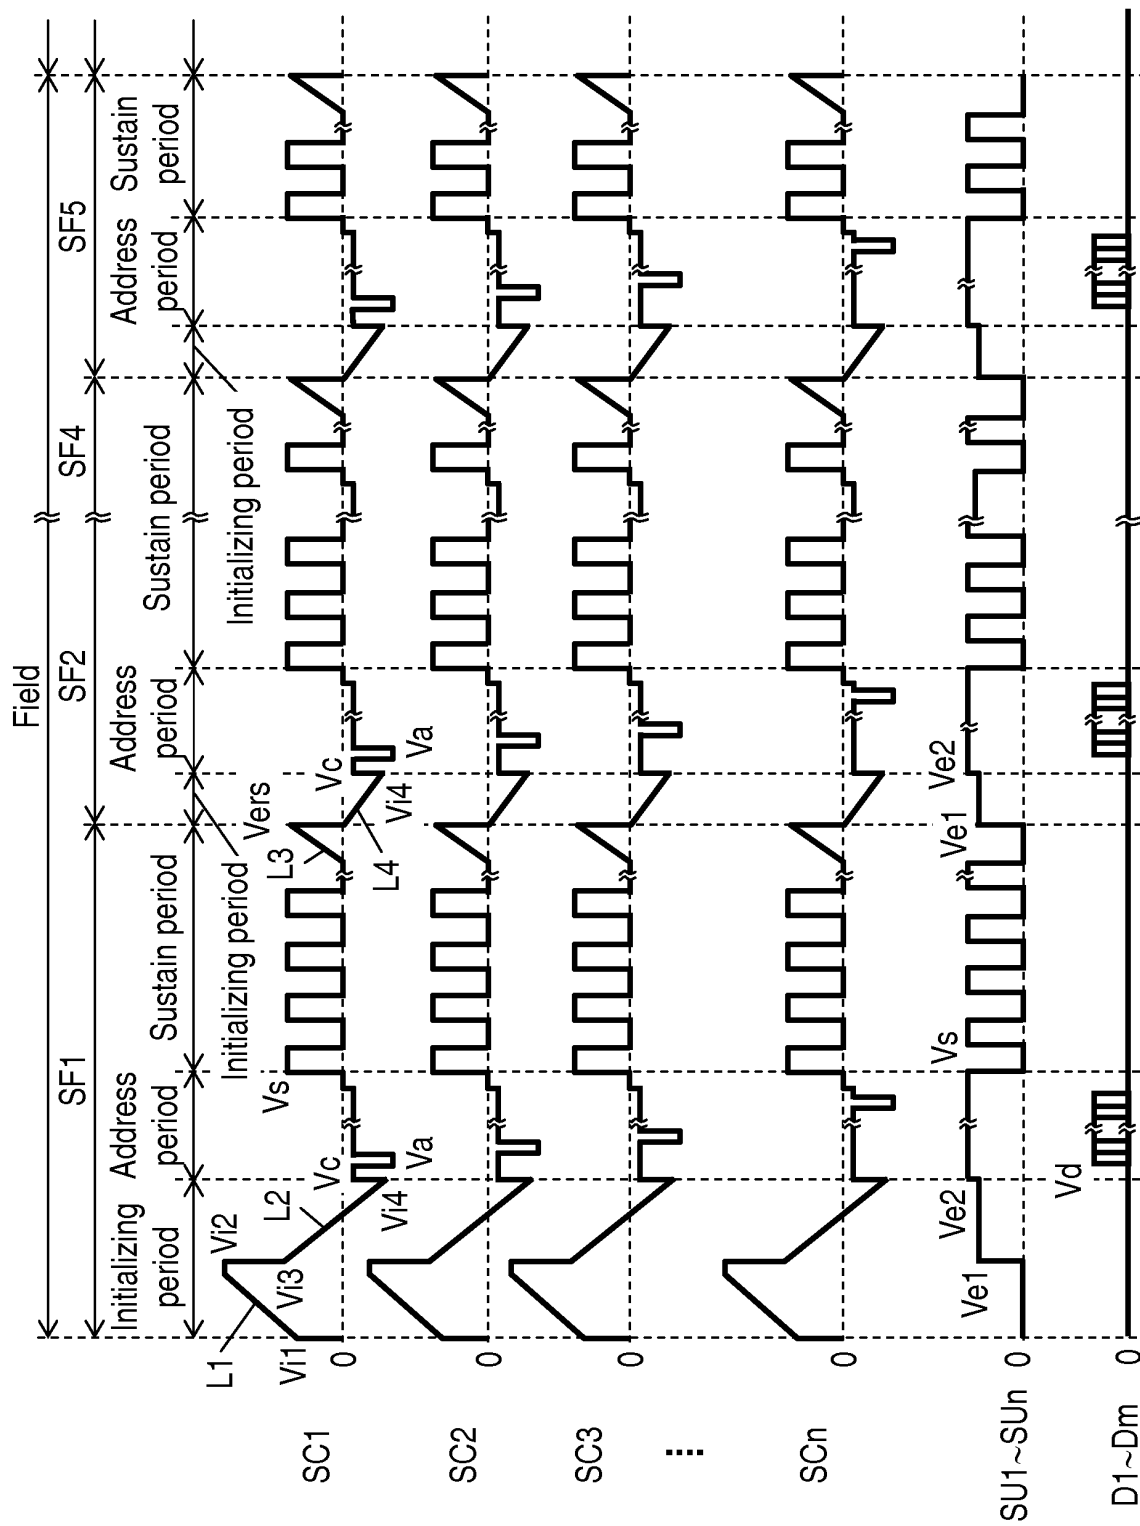 Field
SF1
SF2
SF4
SF5
Initializing period
Address period
Sustain period
Initializing period
Address period
Sustain period
Initializing period
Address period
Sustain period
SC1
L1
Vi1
Vi2
Vi3
L2
Vi4
Vc
Va
Vs
L3
Vers
L4
Vi4
Vc
Va
0
SC2
0
SC3
0
SCn
0
SU1~SUn
0
Ve1
Ve2
Vs
Ve1
Ve2
D1~Dm
0
Vd